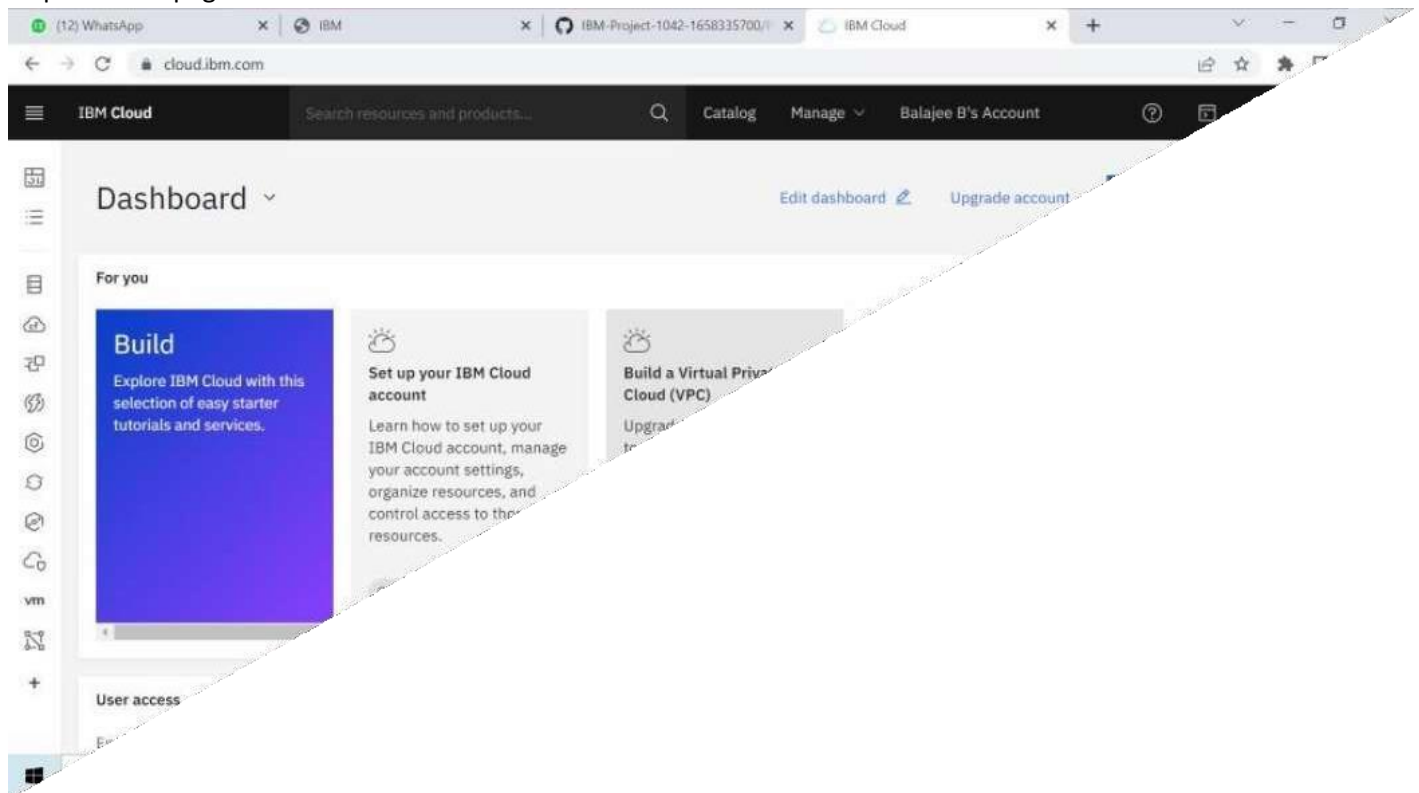 (12) WhatsApp IBM IBM-Project-1042-1658335700/ IBM Cloud
cloud.ibm.com
IBM Cloud Search resources and products... Catalog Manage Balajee B's Account
Dashboard Edit dashboard Upgrade account
For you
Build
Explore IBM Cloud with this
selection of easy starter
tutorials and services.
Set up your IBM Cloud
account
Learn how to set up your
IBM Cloud account, manage
your account settings,
organize resources, and
control access to
resources.
Build a Virtual
Cloud (VPC)
vm
User access